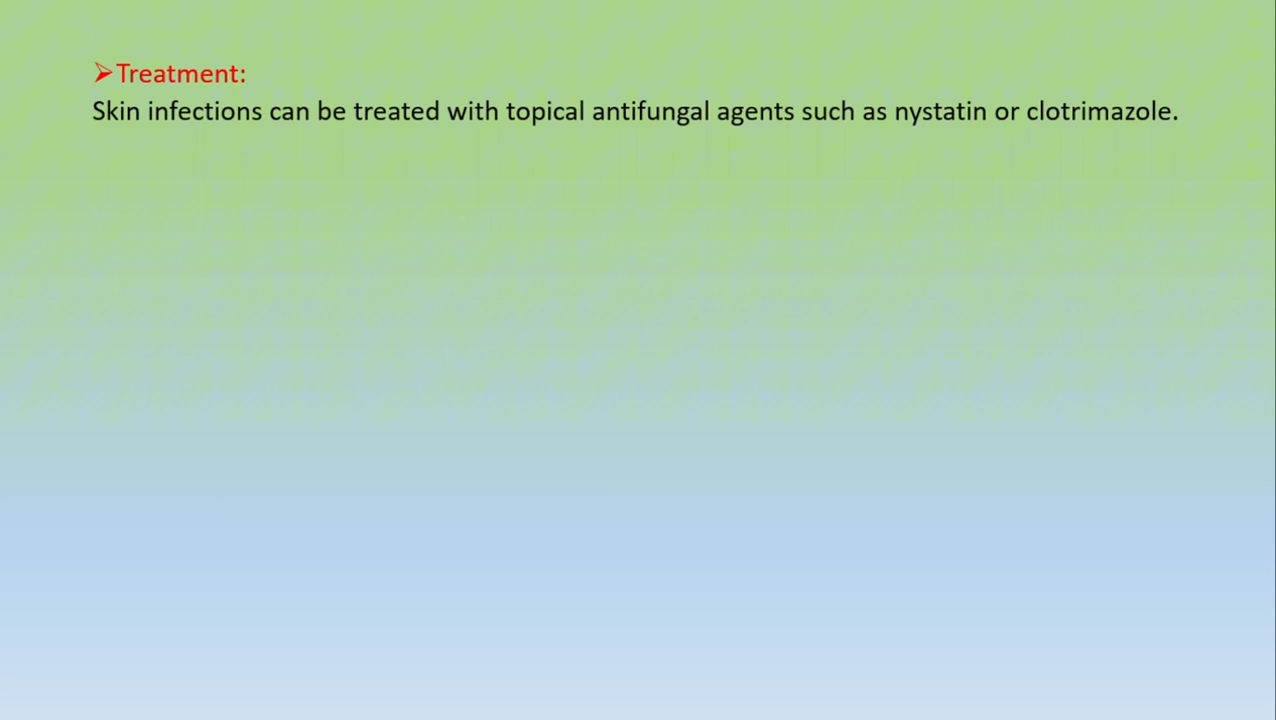 ➢Treatment:
Skin infections can be treated with topical antifungal agents such as nystatin or clotrimazole.